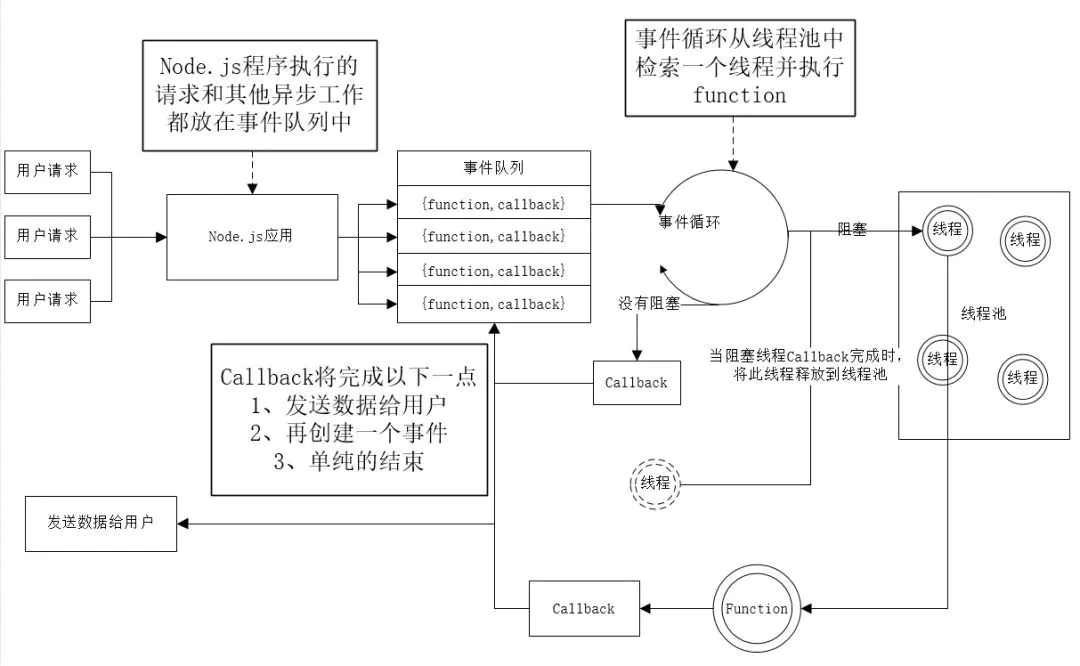 Node.js程序执行的
请求和其他异步工作
都放在事件队列中
事件循环从线程池中
检索一个线程并执行
function
用户请求
用户请求
用户请求
Node.js应用
事件队列
{function,callback}
{function,callback}
{function,callback}
{function,callback}
事件循环
没有阻塞
Callback
阻塞
线程
线程
线程池
线程
线程
当阻塞线程Callback完成时,
将此线程释放到线程池
Callback将完成以下一点
1、发送数据给用户
2、再创建一个事件
3、单纯的结束
线程
发送数据给用户
Callback
Function